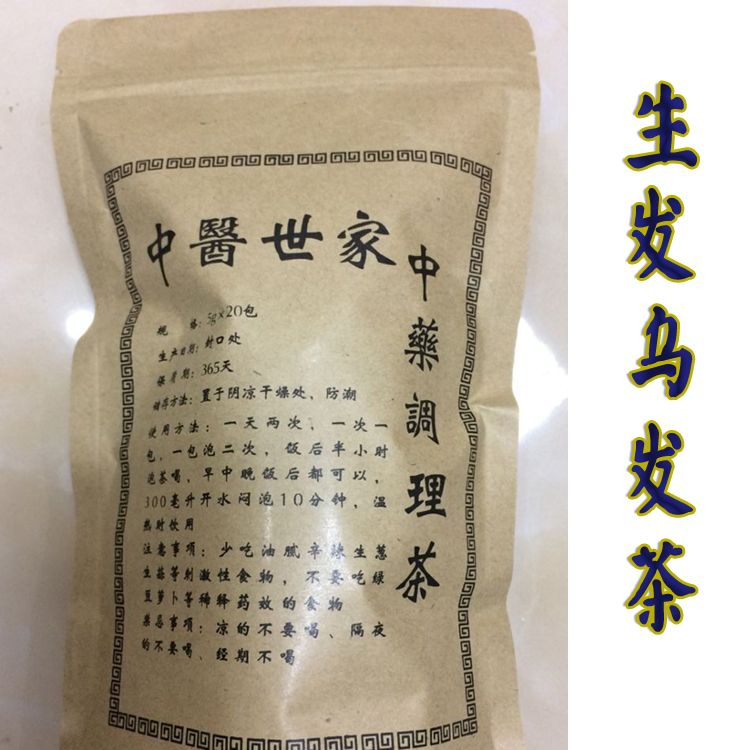 中醫世家
中藥調理茶
规 格：5g×20包
生产日期：封口处
保质期：365天
储存方法：置于阴凉干燥处，防潮
使用方法：一天两次，一次一
包，一包泡二次，饭后半小时
泡茶喝，早中晚饭后都可以，
300毫升开水闷泡10分钟，温
热时饮用
注意事项：少吃油腻辛辣生葱
生蒜等刺激性食物，不要吃绿
豆萝卜等稀释药效的食物
禁忌事项：凉的不要喝、隔夜
的不要喝、经期不喝
生发乌发茶